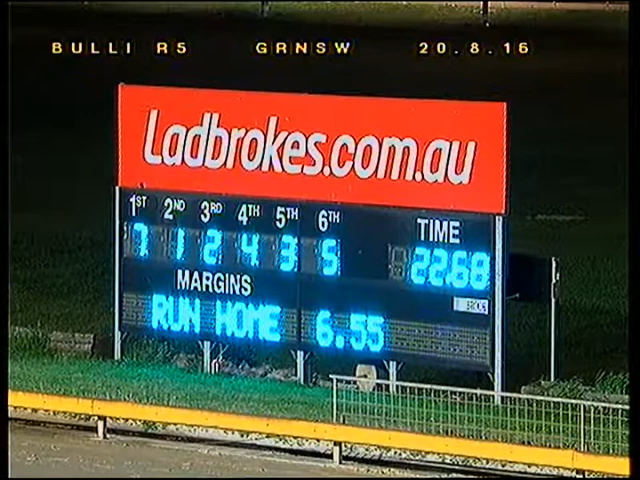 BULLI R5 GRNSW 20.8.16
Ladbrokes.com.au
1ST 2ND 3RD 4TH 5TH 6TH TIME
7 1 2 4 3 5 22.68
MARGINS
RUN HOME 6.55